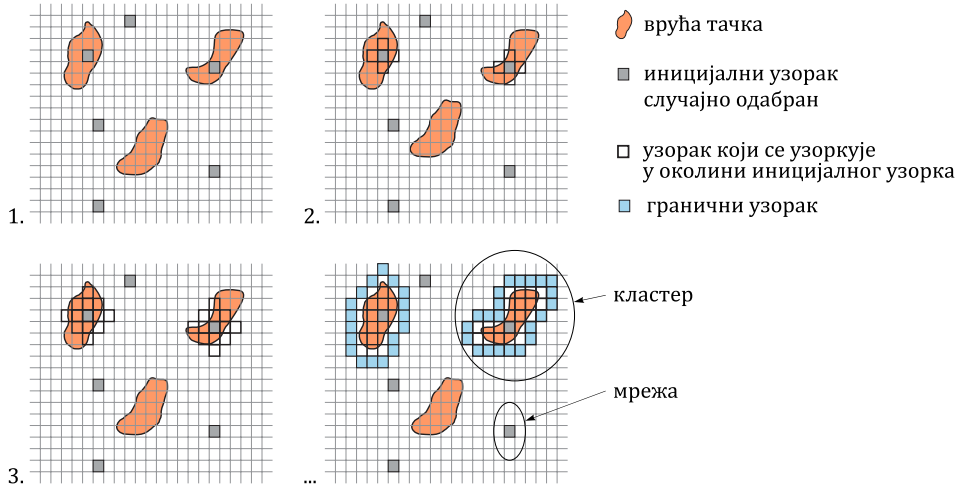 врућа тачка
иницијални узорак
случајно одабран
узорак који се узоркује
у околини иницијалног узорка
гранични узорак
1.
2.
кластер
мрежа
3.
...